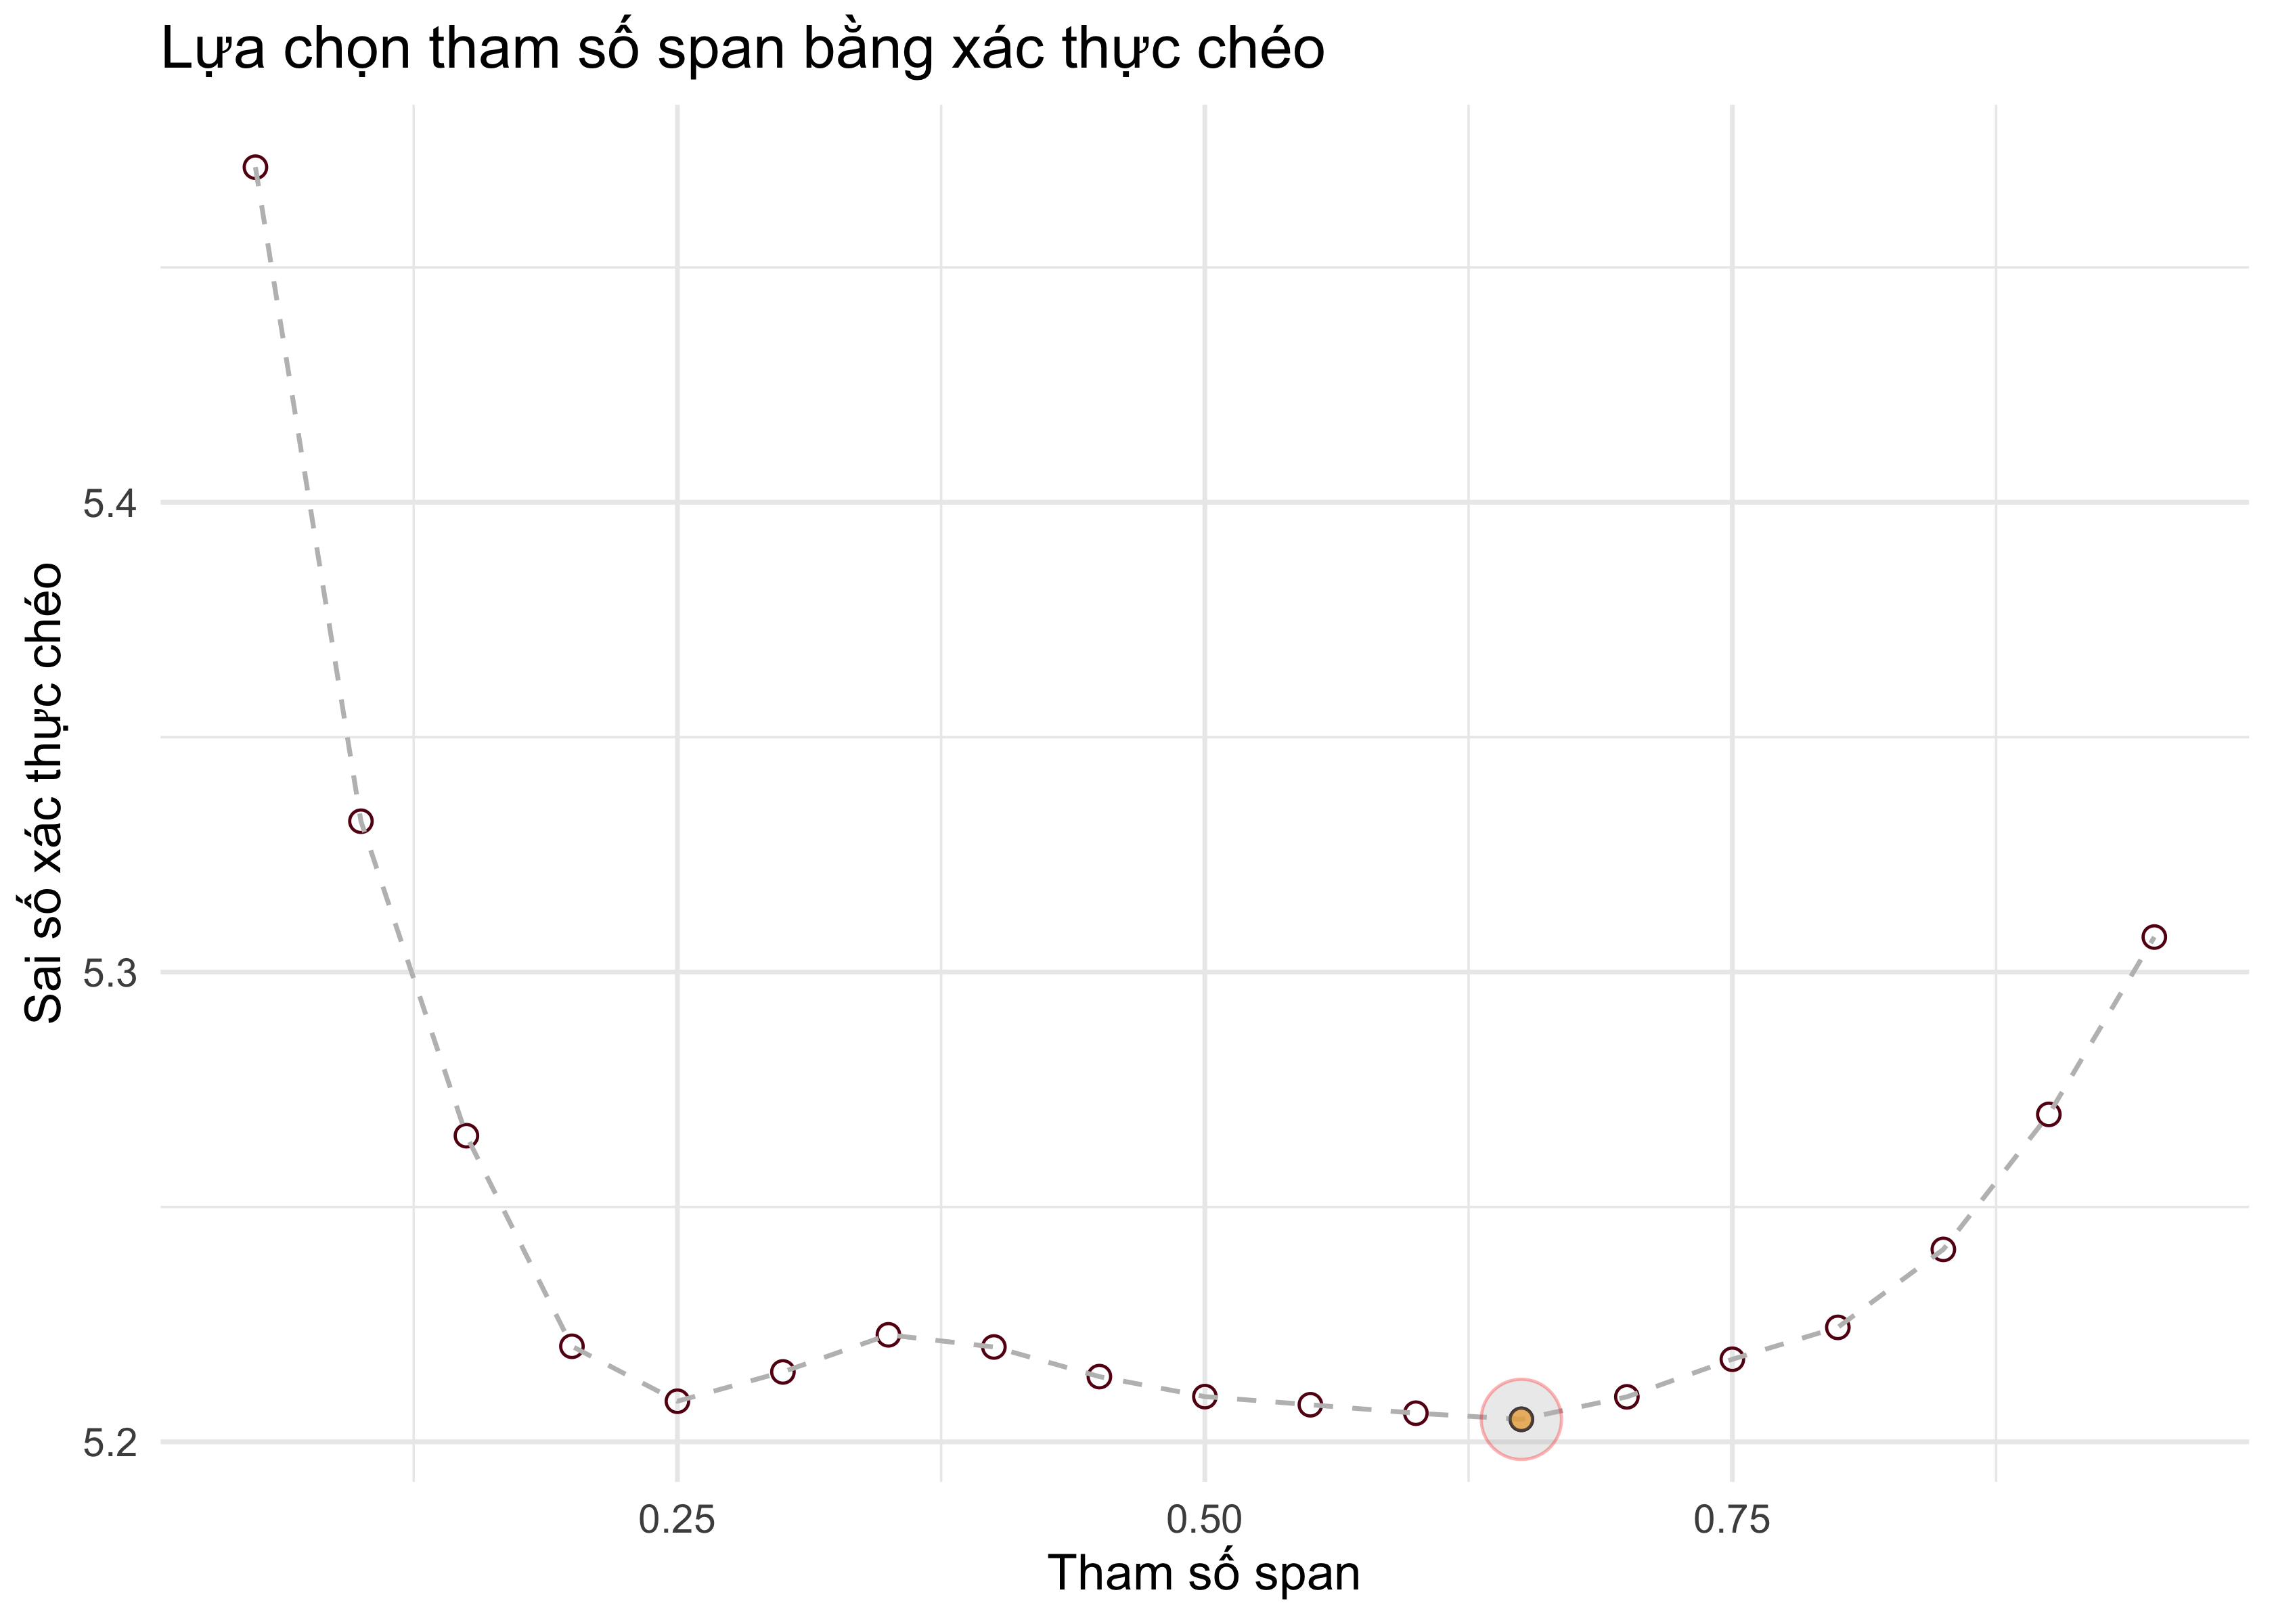 Lựa chọn tham số span bằng xác thực chéo
Sai số xác thực chéo
5.4
5.3
5.2
0.25 0.50 0.75
Tham số span